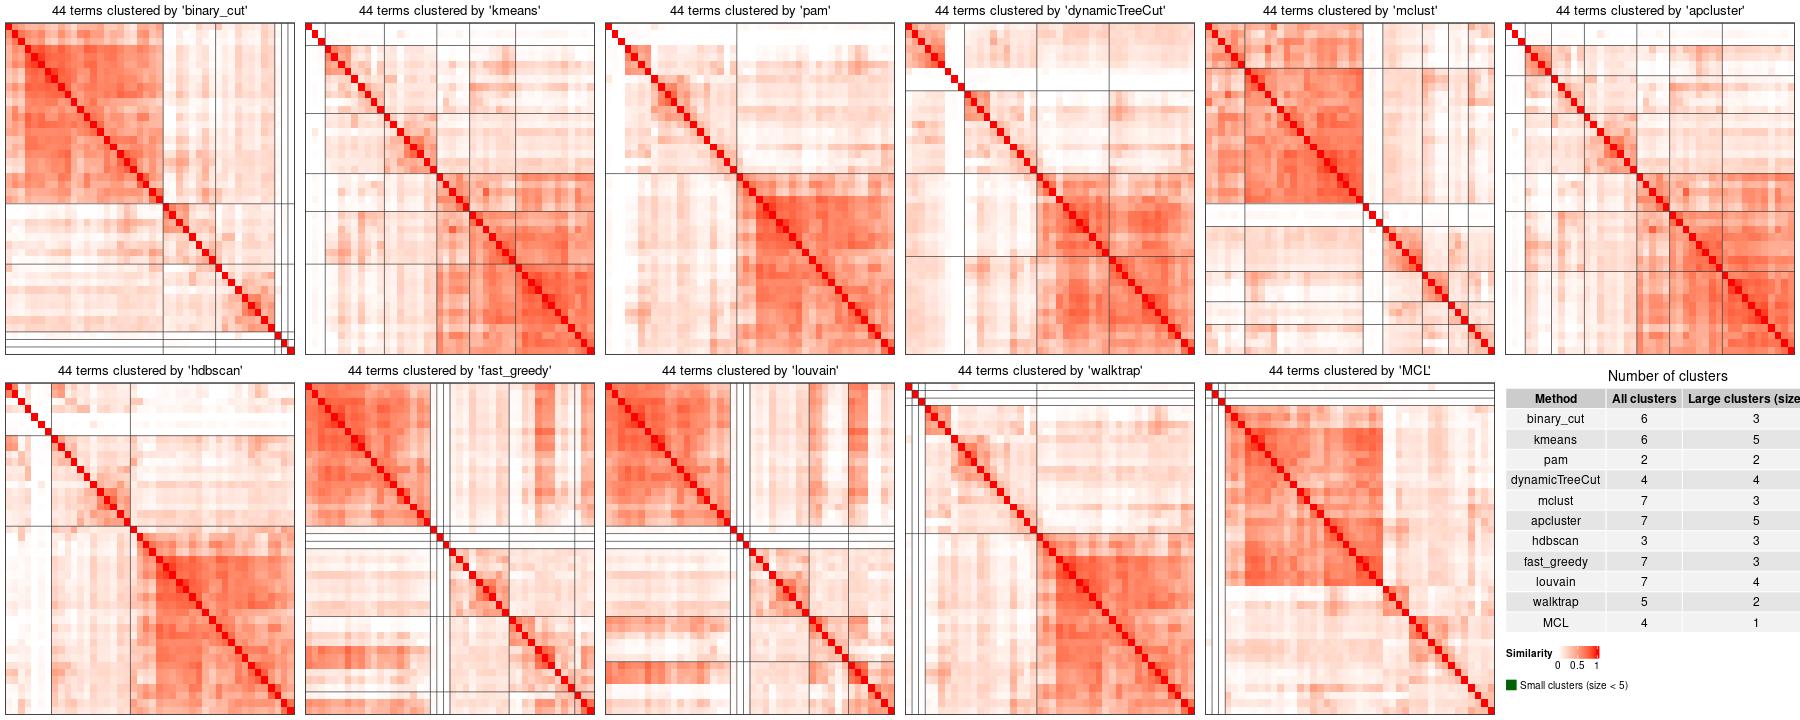 44 terms clustered by 'binary_cut'
44 terms clustered by 'kmeans'
44 terms clustered by 'pam'
44 terms clustered by 'dynamicTreeCut'
44 terms clustered by 'mclust'
44 terms clustered by 'apcluster'
44 terms clustered by 'hdbscan'
44 terms clustered by 'fast_greedy'
44 terms clustered by 'louvain'
44 terms clustered by 'walktrap'
44 terms clustered by 'MCL'
Number of clusters
Method All clusters Large clusters (size
binary_cut 6 3
kmeans 6 5
pam 2 2
dynamicTreeCut 4 4
mclust 7 3
apcluster 7 5
hdbscan 3 3
fast_greedy 7 3
louvain 7 4
walktrap 5 2
MCL 4 1
Similarity
0 0.5 1
Small clusters (size < 5)